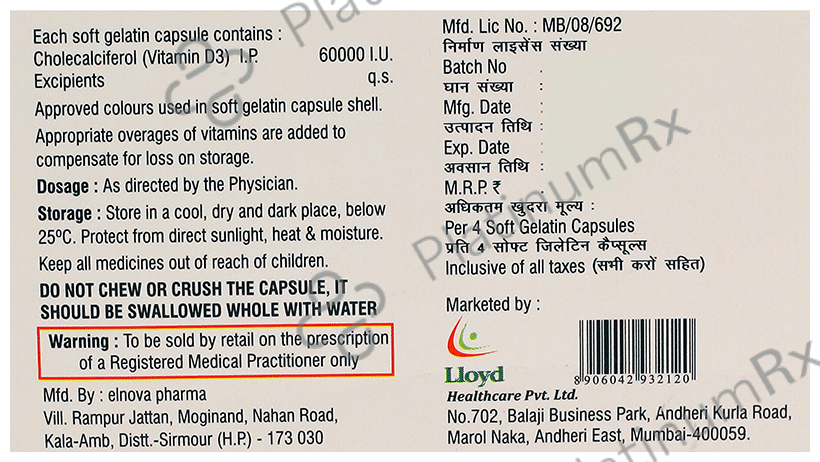 Each soft gelatin capsule contains :
Cholecalciferol (Vitamin D3) I.P. 60000 I.U.
Excipients q.s.
Approved colours used in soft gelatin capsule shell.
Appropriate overages of vitamins are added to
compensate for loss on storage.
Dosage : As directed by the Physician.
Storage : Store in a cool, dry and dark place, below
25ºC. Protect from direct sunlight, heat & moisture.
Keep all medicines out of reach of children.
DO NOT CHEW OR CRUSH THE CAPSULE, IT
SHOULD BE SWALLOWED WHOLE WITH WATER
Warning : To be sold by retail on the prescription
of a Registered Medical Practitioner only
Mfd. By : elnova pharma
Vill. Rampur Jattan, Moginand, Nahan Road,
Kala-Amb, Distt.-Sirmour (H.P.) - 173 030
Mfd. Lic No. : MB/08/692
निर्माण लाइसेंस संख्या
Batch No :
घान संख्या :
Mfg. Date :
उत्पादन तिथि :
Exp. Date :
अवसान तिथि :
M.R.P. ₹ :
अधिकतम खुदरा मूल्य :
Per 4 Soft Gelatin Capsules
प्रति 4 सोफ्ट जिलेटिन कैप्सूल्स
Inclusive of all taxes (सभी करों सहित)
Marketed by :
Lloyd
Healthcare Pvt. Ltd.
8 906042 932120
No.702, Balaji Business Park, Andheri Kurla Road,
Marol Naka, Andheri East, Mumbai-400059.
PlatinumRx
PlatinumRx
PlatinumRx